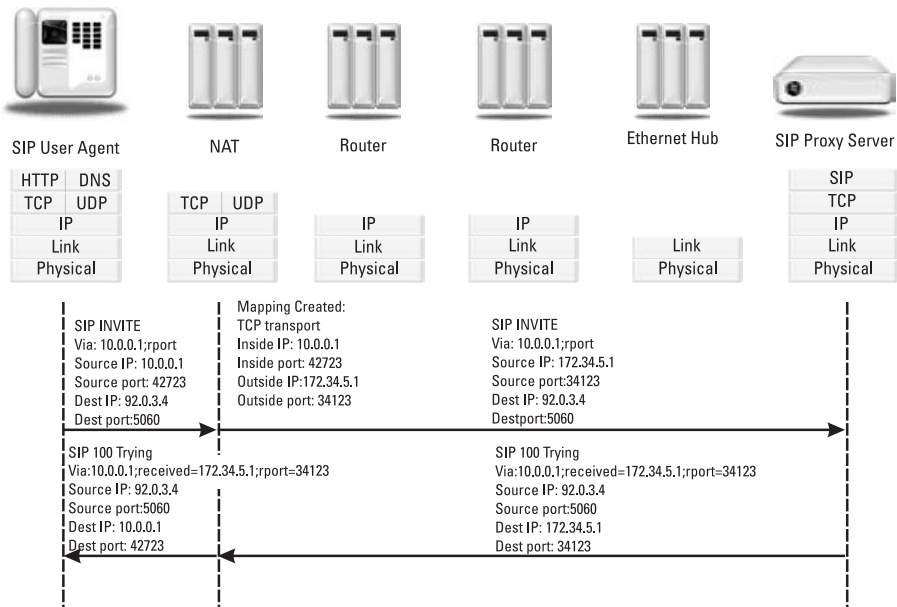 SIP User Agent
NAT
Router
Router
Ethernet Hub
SIP Proxy Server
HTTP DNS
TCP UDP
IP
Link
Physical
TCP UDP
IP
Link
Physical
IP
Link
Physical
IP
Link
Physical
Link
Physical
SIP
TCP
IP
Link
Physical
SIP INVITE
Via: 10.0.0.1;rport
Source IP: 10.0.0.1
Source port: 42723
Dest IP: 92.0.3.4
Dest port:5060
Mapping Created:
TCP transport
Inside IP: 10.0.0.1
Inside port: 42723
Outside IP:172.34.5.1
Outside port: 34123
SIP INVITE
Via: 10.0.0.1;rport
Source IP: 172.34.5.1
Source port:34123
Dest IP: 92.0.3.4
Destport:5060
SIP 100 Trying
Via:10.0.0.1;received=172.34.5.1;rport=34123
Source IP: 92.0.3.4
Source port:5060
Dest IP: 10.0.0.1
Dest port: 42723
SIP 100 Trying
Via:10.0.0.1;received=172.34.5.1;rport=34123
Source IP: 92.0.3.4
Source port:5060
Dest IP: 172.34.5.1
Dest port: 34123